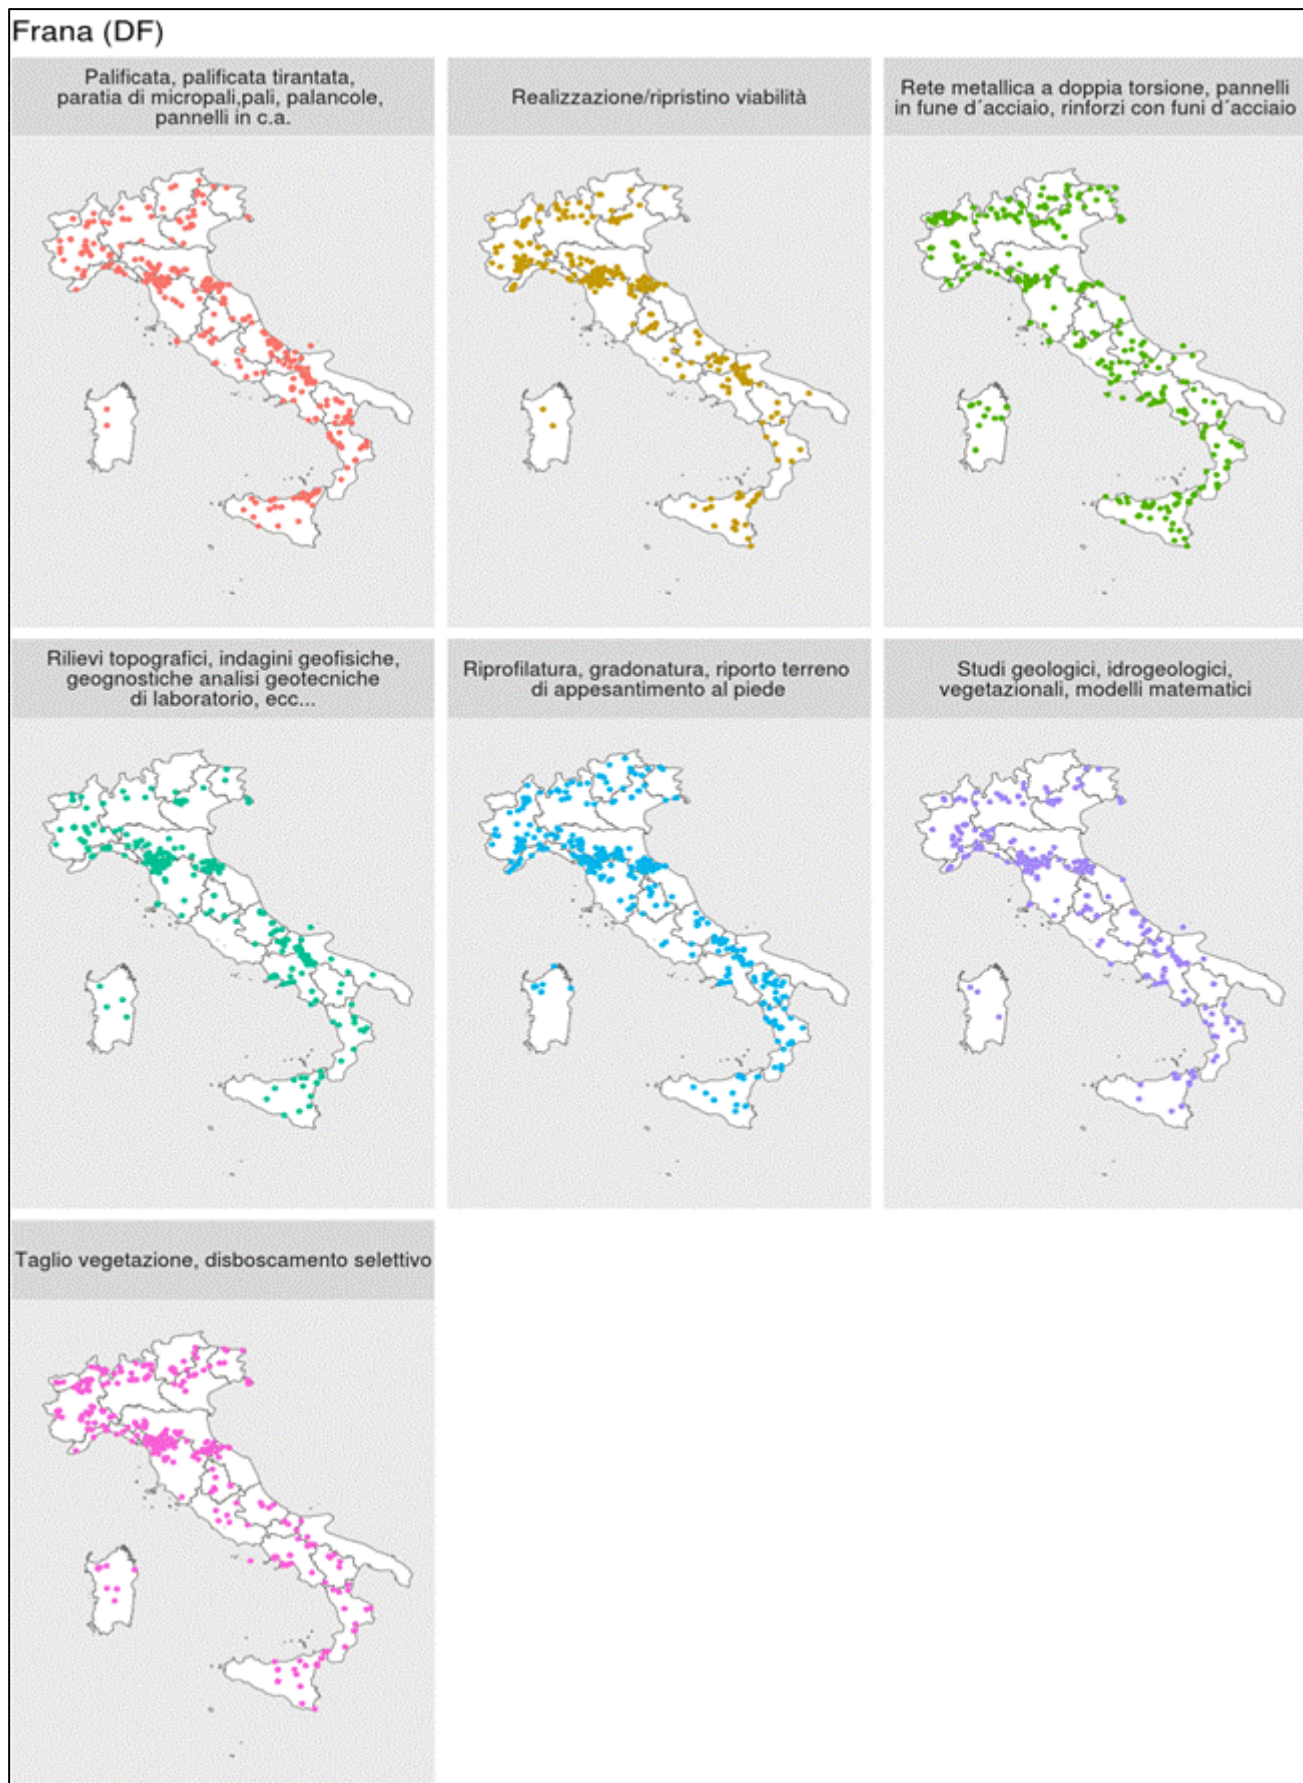 Frana (DF)
Palificata, palificata tirantata,
paratia di micropali,pali, palancole,
pannelli in c.a.
Realizzazione/ripristino viabilità
Rete metallica a doppia torsione, pannelli
in fune d´acciaio, rinforzi con funi d´acciaio
Rilievi topografici, indagini geofisiche,
geognostiche analisi geotecniche
di laboratorio, ecc...
Riprofilatura, gradonatura, riporto terreno
di appesantimento al piede
Studi geologici, idrogeologici,
vegetazionali, modelli matematici
Taglio vegetazione, disboscamento selettivo